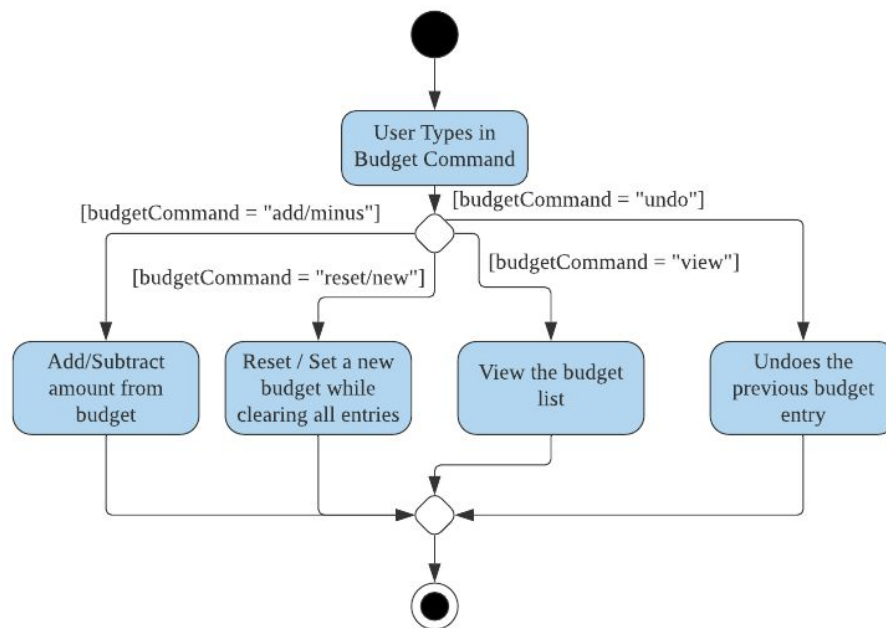 User Types in
Budget Command
[budgetCommand = "undo"]
[budgetCommand = "add/minus"]
[budgetCommand = "view"]
[budgetCommand = "reset/new"]
Add/Subtract
amount from
budget
Reset / Set a new
budget while
clearing all entries
View the budget
list
Undoes the
previous budget
entry